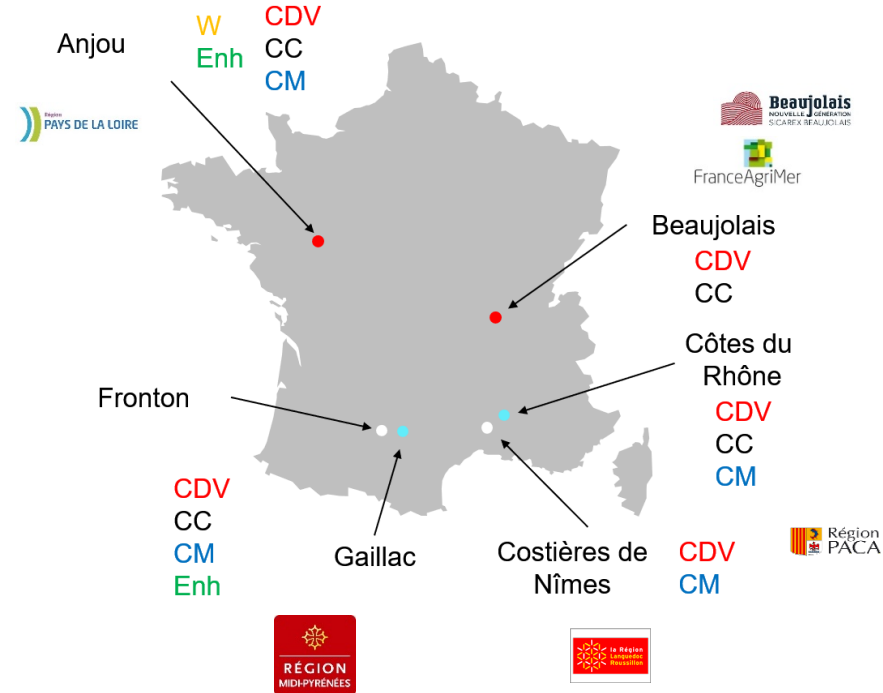 Anjou
W
Enh
CDV
CC
CM
Région
PAYS DE LA LOIRE
Beaujolais
NOUVELLE GÉNÉRATION
SICAREX BEAUJOLAIS
FranceAgriMer
Beaujolais
CDV
CC
Côtes du
Rhône
CDV
CC
CM
Fronton
CDV
CC
CM
Enh
Gaillac
Costières de
Nîmes
CDV
CM
Région
PACA
RÉGION
MIDI-PYRÉNÉES
la Région
Languedoc
Roussillon